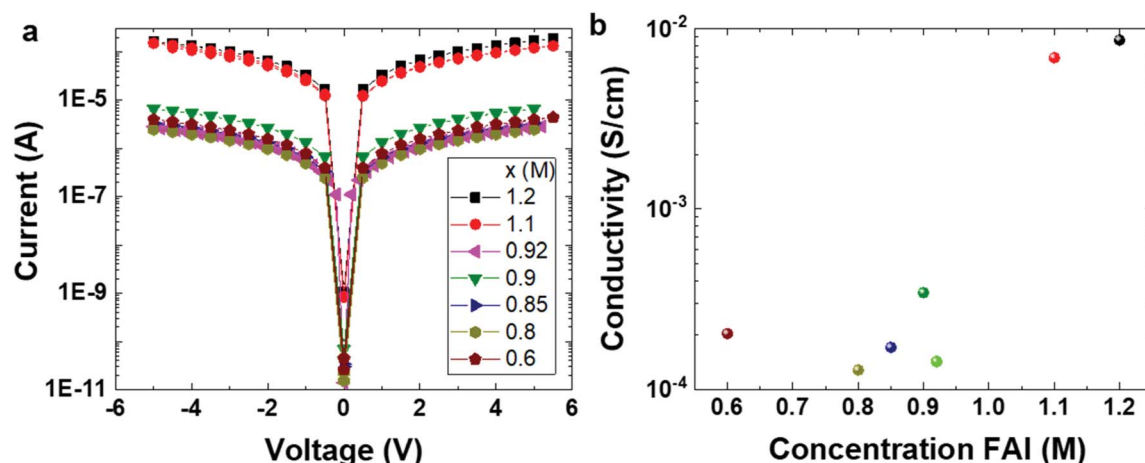 a
Current (A)
1E-5
1E-7
1E-9
1E-11
-6
-4
-2
0
2
4
6
Voltage (V)
x (M)
1.2
1.1
0.92
0.9
0.85
0.8
0.6
b
Conductivity (S/cm)
10-2
10-3
10-4
0.6
0.7
0.8
0.9
1.0
1.1
1.2
Concentration FAI (M)